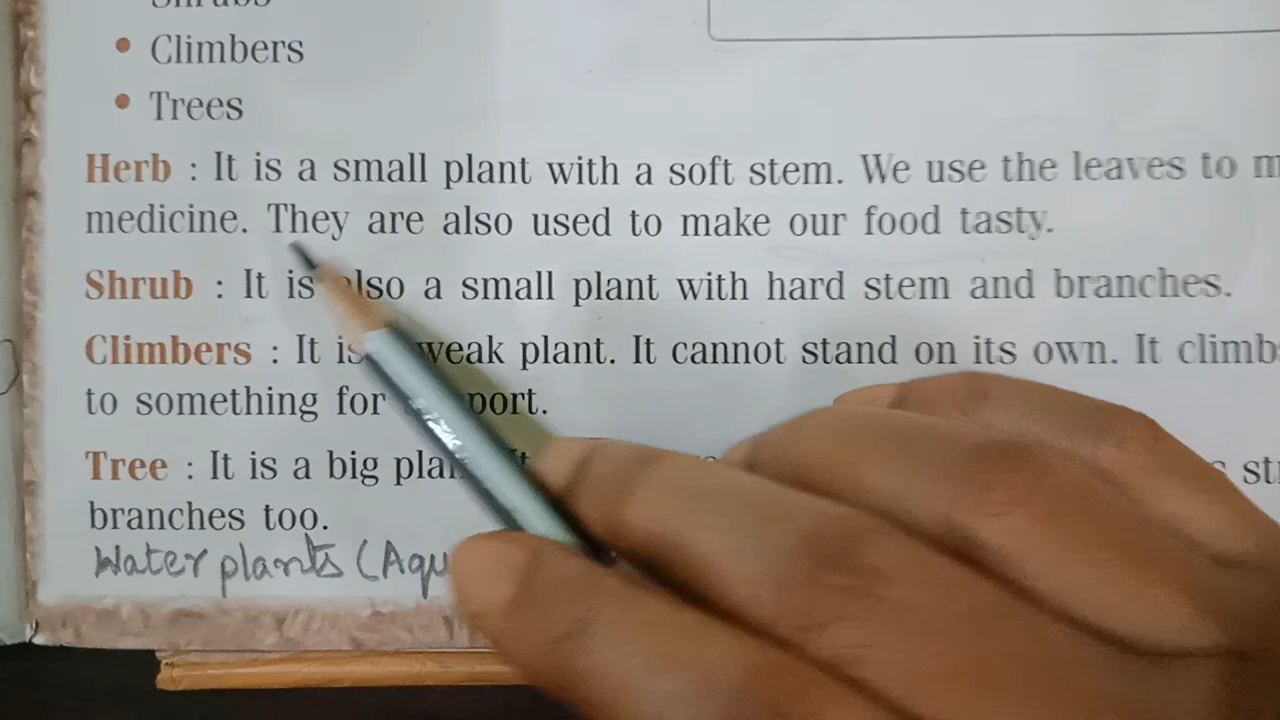 Shrubs
• Climbers
• Trees
Herb : It is a small plant with a soft stem. We use the leaves to
medicine. They are also used to make our food tasty.
Shrub : It is also a small plant with hard stem and branches.
Climbers : It is weak plant. It cannot stand on its own. It climb
to something for
Tree : It is a big
branches too.
Water plants (